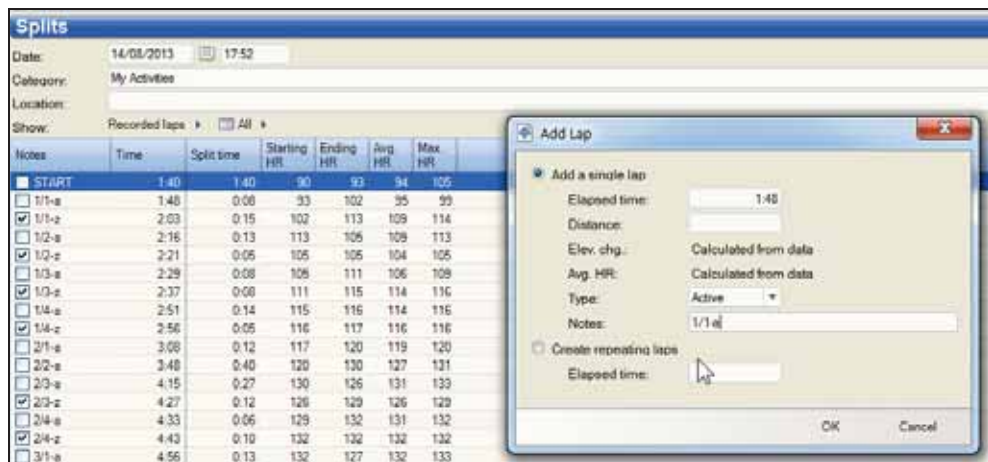 Splits
Date: 14/08/2013 17:52
Category: My Activities
Location:
Show: Recorded laps All
Notes Time Split time Starting HR Ending HR Avg. HR Max. HR
START 1:40 1:40 90 93 94 105
1/1-a 1:48 0:08 93 102 95 99
1/1-z 2:03 0:15 102 113 109 114
1/2-a 2:16 0:13 113 105 109 113
1/2-z 2:21 0:05 105 105 104 105
1/3-a 2:29 0:08 105 111 106 109
1/3-z 2:37 0:08 111 115 114 116
1/4-a 2:51 0:14 115 116 114 116
1/4-z 2:56 0:05 116 117 116 116
2/1-a 3:08 0:12 117 120 119 120
2/2-a 3:48 0:40 120 130 127 131
2/3-a 4:15 0:27 130 126 131 133
2/3-z 4:27 0:12 126 129 126 129
2/4-a 4:33 0:06 129 132 131 132
2/4-z 4:43 0:10 132 132 132 132
3/1-a 4:56 0:13 132 127 132 133
Add Lap
Add a single lap
Elapsed time: 1:48
Distance:
Elev. chg.: Calculated from data
Avg. HR: Calculated from data
Type: Active
Notes: 1/1-a
Create repeating laps
Elapsed time:
OK Cancel